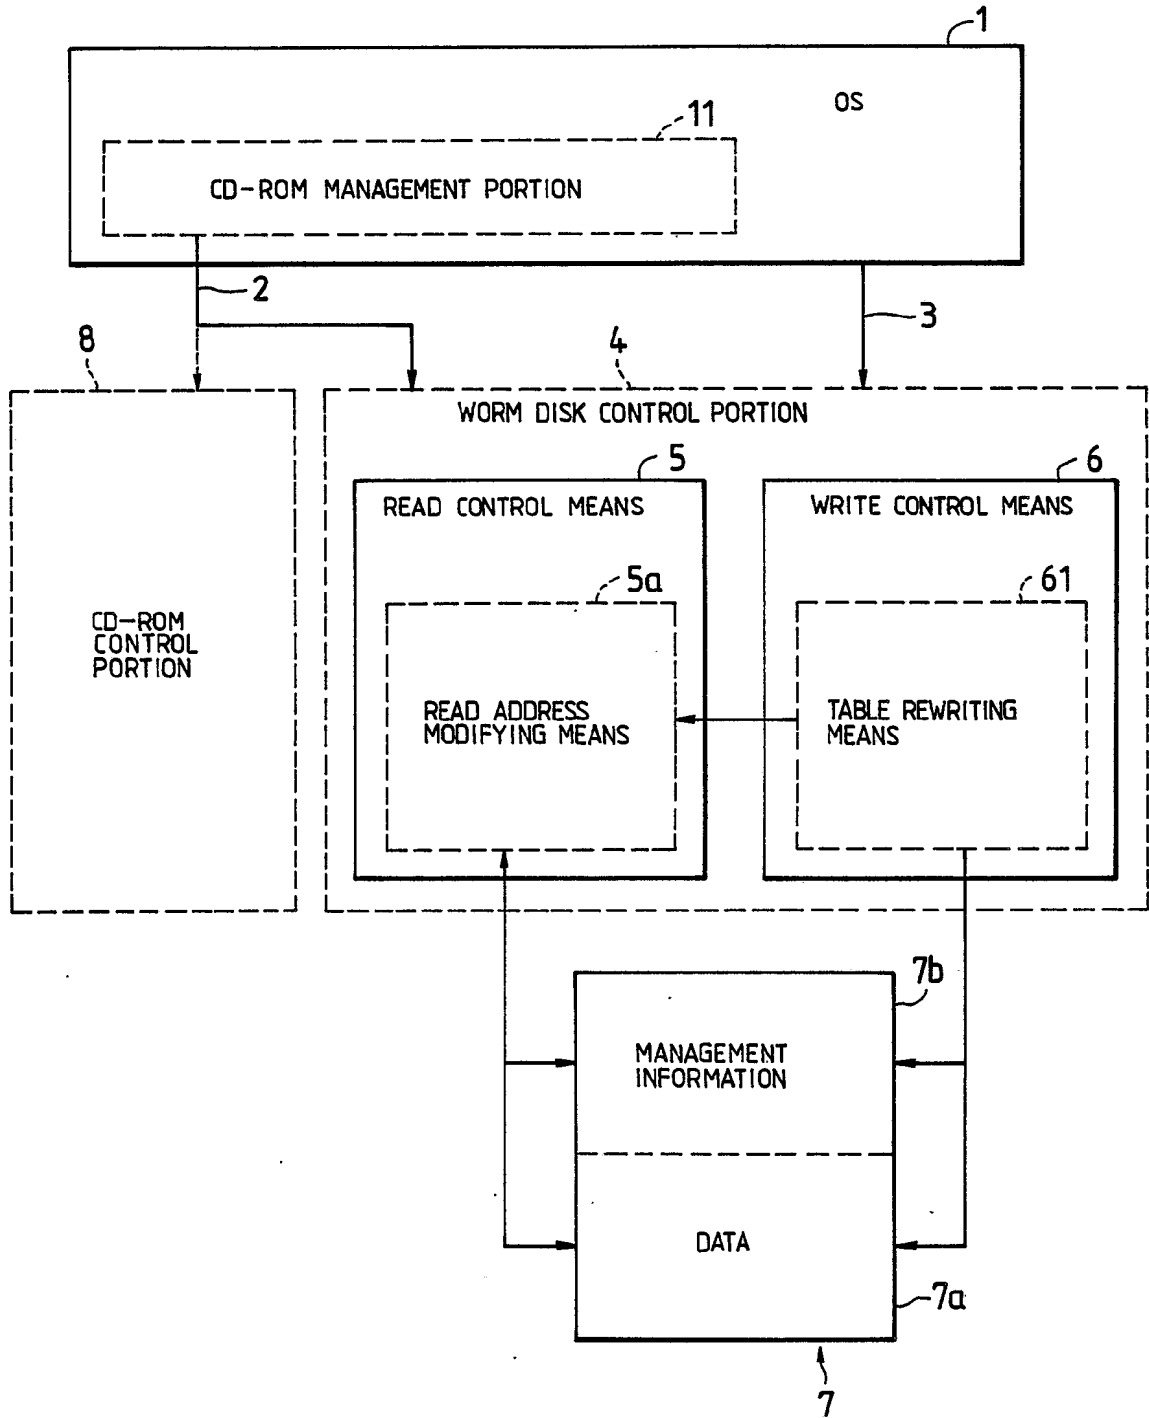 1
OS
11
CD-ROM MANAGEMENT PORTION
2
3
8
4
WORM DISK CONTROL PORTION
5
6
READ CONTROL MEANS
WRITE CONTROL MEANS
5a
61
CD-ROM
CONTROL
PORTION
READ ADDRESS
MODIFYING MEANS
TABLE REWRITING
MEANS
7b
MANAGEMENT
INFORMATION
DATA
7a
7